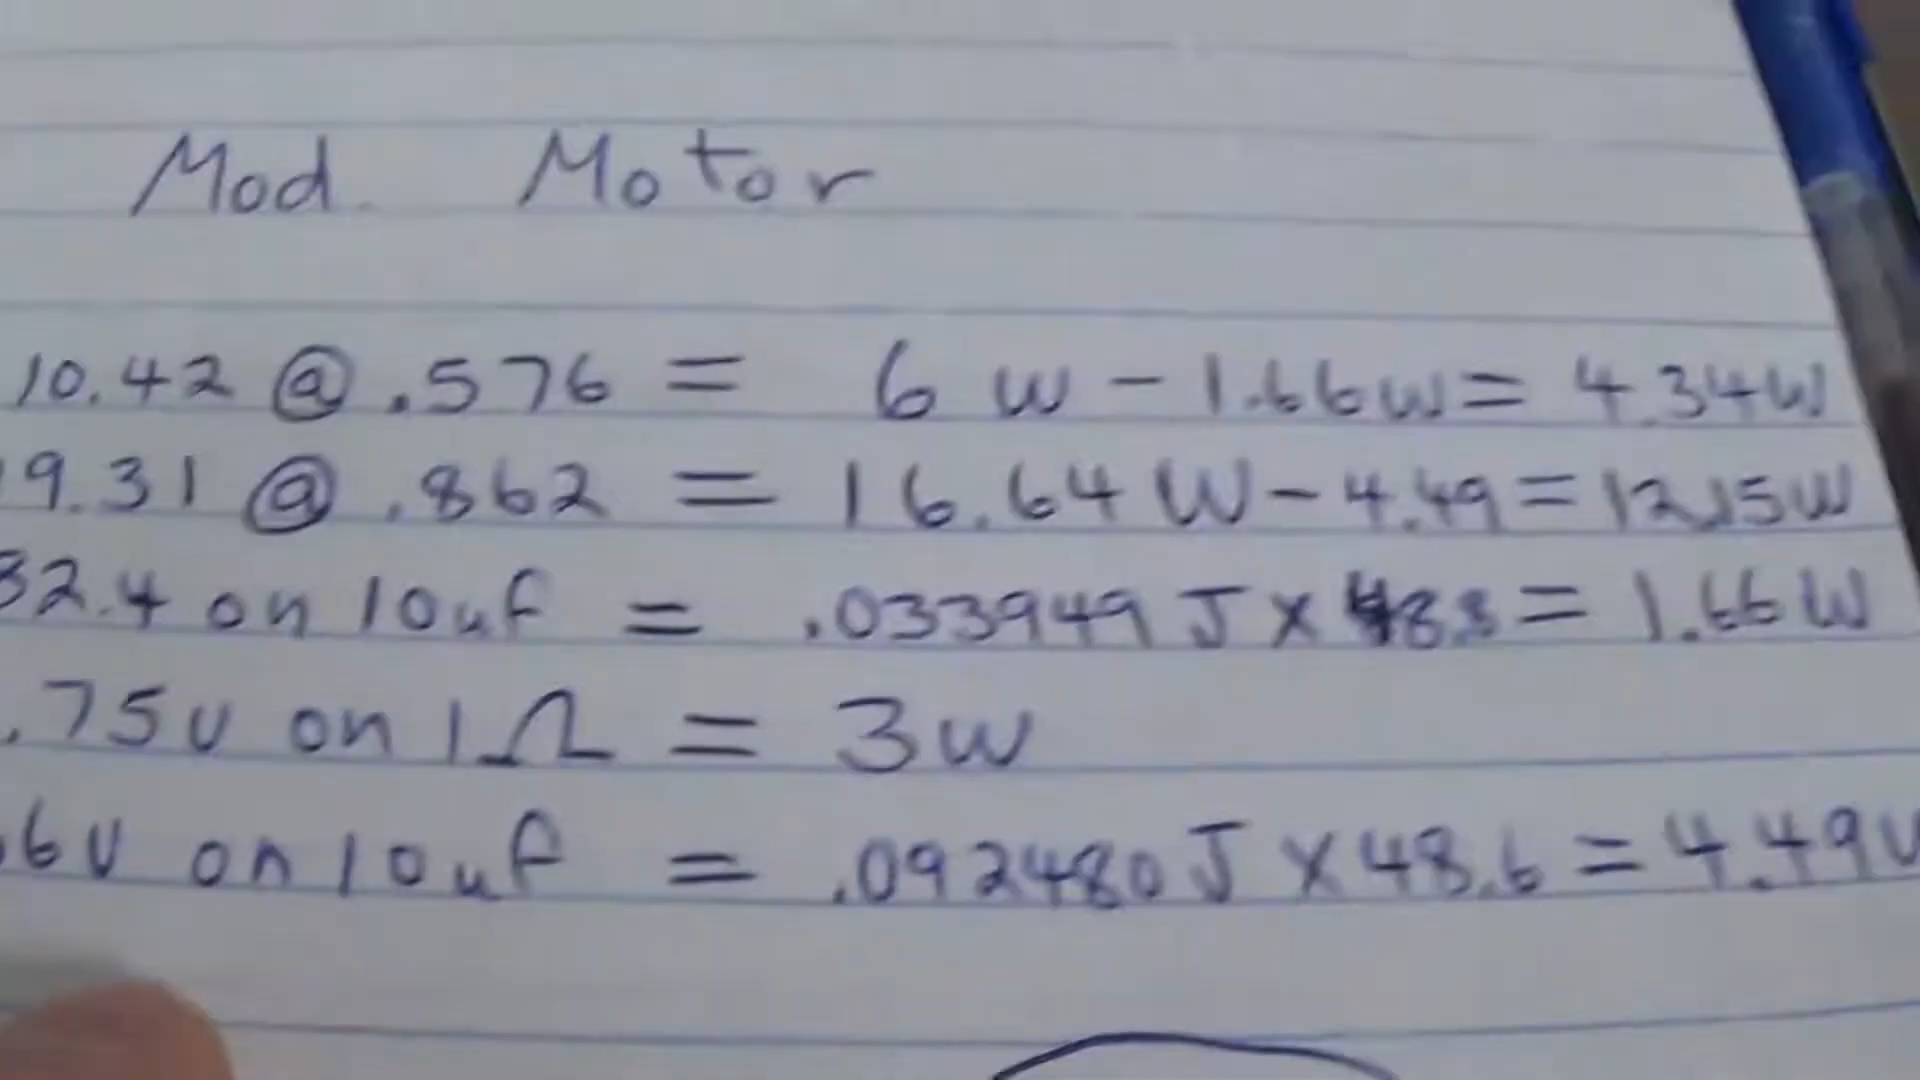 Mod. Motor
10.42 @ .576 = 6 W - 1.66W = 4.34W
9.31 @ .862 = 16.64 W - 4.49 = 12.15W
32.4 on 10uf = .033949 J X 48.8 = 1.66 W
.75V on 1Ω = 3W
6V on 10uf = .092480 J X 48.6 = 4.49W